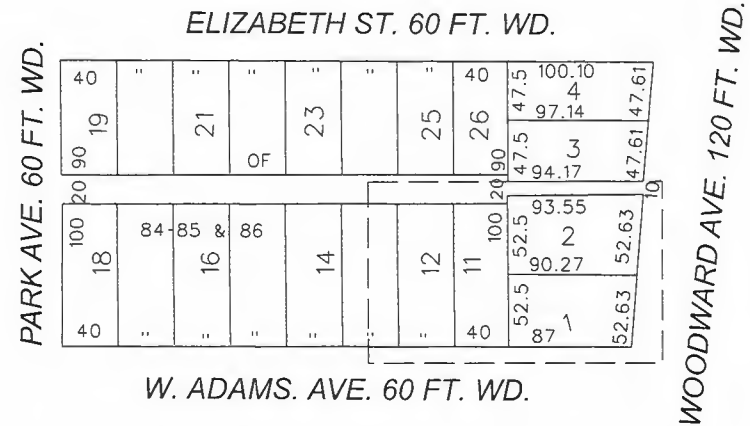 ELIZABETH ST. 60 FT. WD.
PARK AVE. 60 FT. WD.
WOODWARD AVE. 120 FT. WD.
40 " " " " " " 40 47.5 100.10 47.61
4
97.14
19 21 23 25 26
47.5 3 47.61
94.17
90 OF 90
20 20 10
100 84-85 & 86 100 93.55
52.5 2 52.63
90.27
18 16 14 12 11
52.5 1 52.63
87
40 " " " " " " 40
W. ADAMS. AVE. 60 FT. WD.